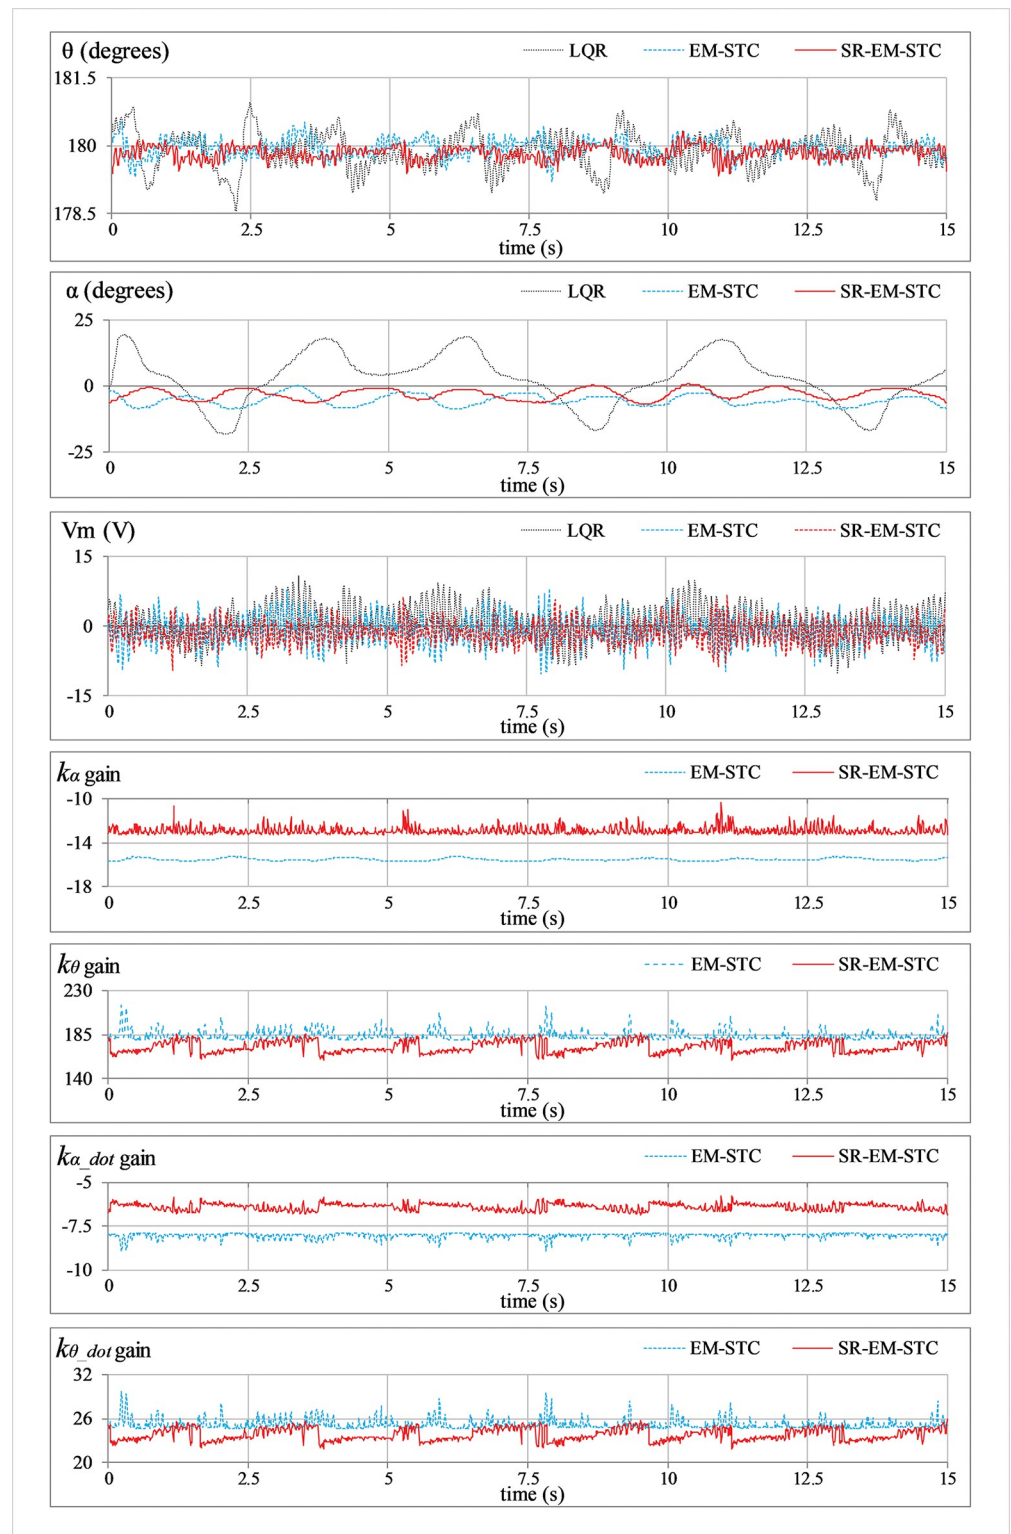 θ (degrees) LQR EM-STC SR-EM-STC
181.5
180
178.5
0 2.5 5 7.5 10 12.5 15
time (s)
α (degrees) LQR EM-STC SR-EM-STC
25
0
-25
0 2.5 5 7.5 10 12.5 15
time (s)
Vm (V) LQR EM-STC SR-EM-STC
15
0
-15
0 2.5 5 7.5 10 12.5 15
time (s)
kα gain EM-STC SR-EM-STC
-10
-14
-18
0 2.5 5 7.5 10 12.5 15
time (s)
kθ gain EM-STC SR-EM-STC
230
185
140
0 2.5 5 7.5 10 12.5 15
time (s)
kα_dot gain EM-STC SR-EM-STC
-5
-7.5
-10
0 2.5 5 7.5 10 12.5 15
time (s)
kθ_dot gain EM-STC SR-EM-STC
32
26
20
0 2.5 5 7.5 10 12.5 15
time (s)